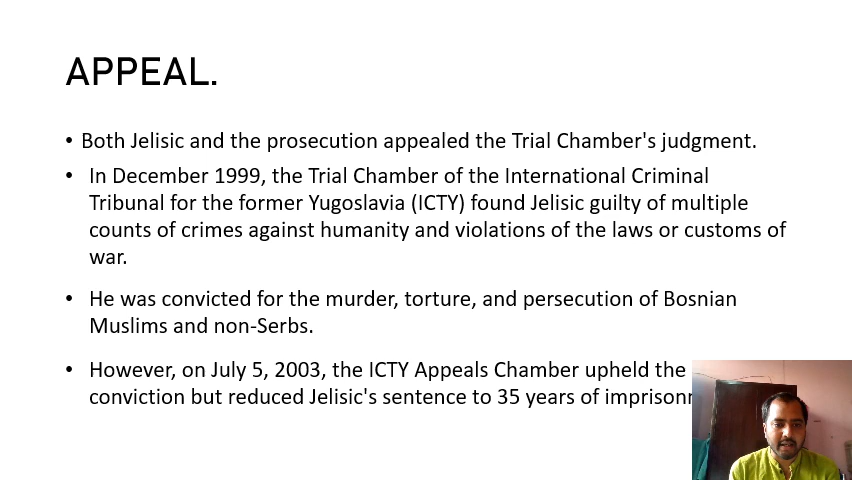 APPEAL.
• Both Jelisic and the prosecution appealed the Trial Chamber's judgment.
• In December 1999, the Trial Chamber of the International Criminal
Tribunal for the former Yugoslavia (ICTY) found Jelisic guilty of multiple
counts of crimes against humanity and violations of the laws or customs of
war.
• He was convicted for the murder, torture, and persecution of Bosnian
Muslims and non-Serbs.
• However, on July 5, 2003, the ICTY Appeals Chamber upheld the
conviction but reduced Jelisic's sentence to 35 years of